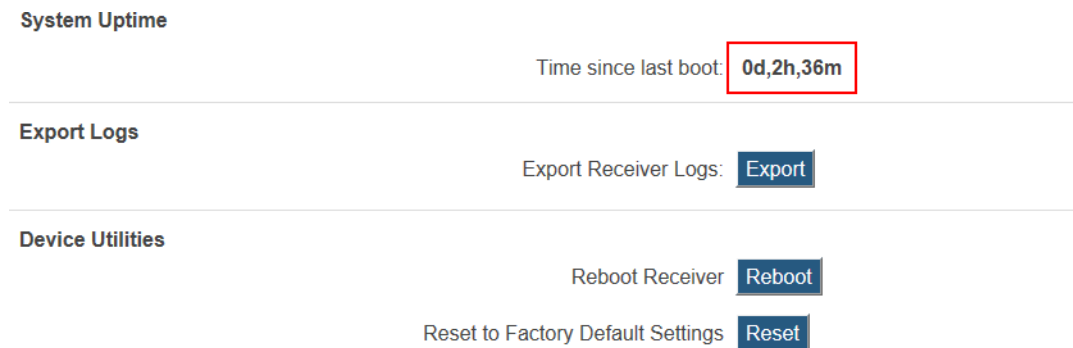 System Uptime
Time since last boot: 0d,2h,36m
Export Logs
Export Receiver Logs: Export
Device Utilities
Reboot Receiver Reboot
Reset to Factory Default Settings Reset